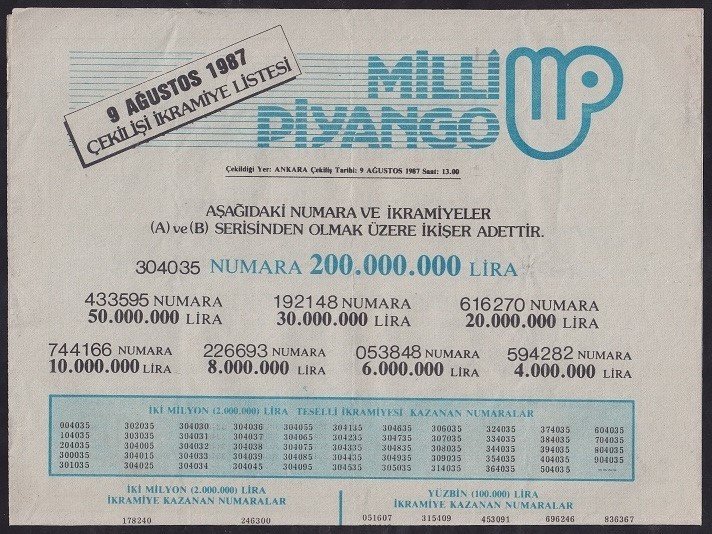 9 AĞUSTOS 1987
ÇEKİLİŞİ İKRAMİYE LİSTESİ
MİLLİ
PİYANGO
Çekildiği Yer: ANKARA Çekiliş Tarihi: 9 AĞUSTOS 1987 Saat: 13.00
AŞAĞIDAKİ NUMARA VE İKRAMİYELER
(A) ve (B) SERİSİNDEN OLMAK ÜZERE İKİŞER ADETTİR.
304035 NUMARA 200.000.000 LİRA
433595 NUMARA 192148 NUMARA 616270 NUMARA
50.000.000 LİRA 30.000.000 LİRA 20.000.000 LİRA
744166 NUMARA 226693 NUMARA 053848 NUMARA 594282 NUMARA
10.000.000 LİRA 8.000.000 LİRA 6.000.000 LİRA 4.000.000 LİRA
İKİ MİLYON (2.000.000) LİRA TESELLİ İKRAMİYESİ KAZANAN NUMARALAR
004035 302035 304030 304036 304055 304135 304635 306035 324035 374035 604035
104035 303035 304031 304037 304065 304235 304735 307035 334035 384035 704035
204035 304005 304032 304038 304075 304335 304835 308035 344035 394035 804035
300035 304015 304033 304039 304085 304435 304935 309035 354035 404035 904035
301035 304025 304034 304045 304095 304535 305035 314035 364035 504035 ------
İKİ MİLYON (2.000.000) LİRA
İKRAMİYE KAZANAN NUMARALAR
178240 246300
YÜZBİN (100.000) LİRA
İKRAMİYE KAZANAN NUMARALAR
051607 315409 453091 696246 836367